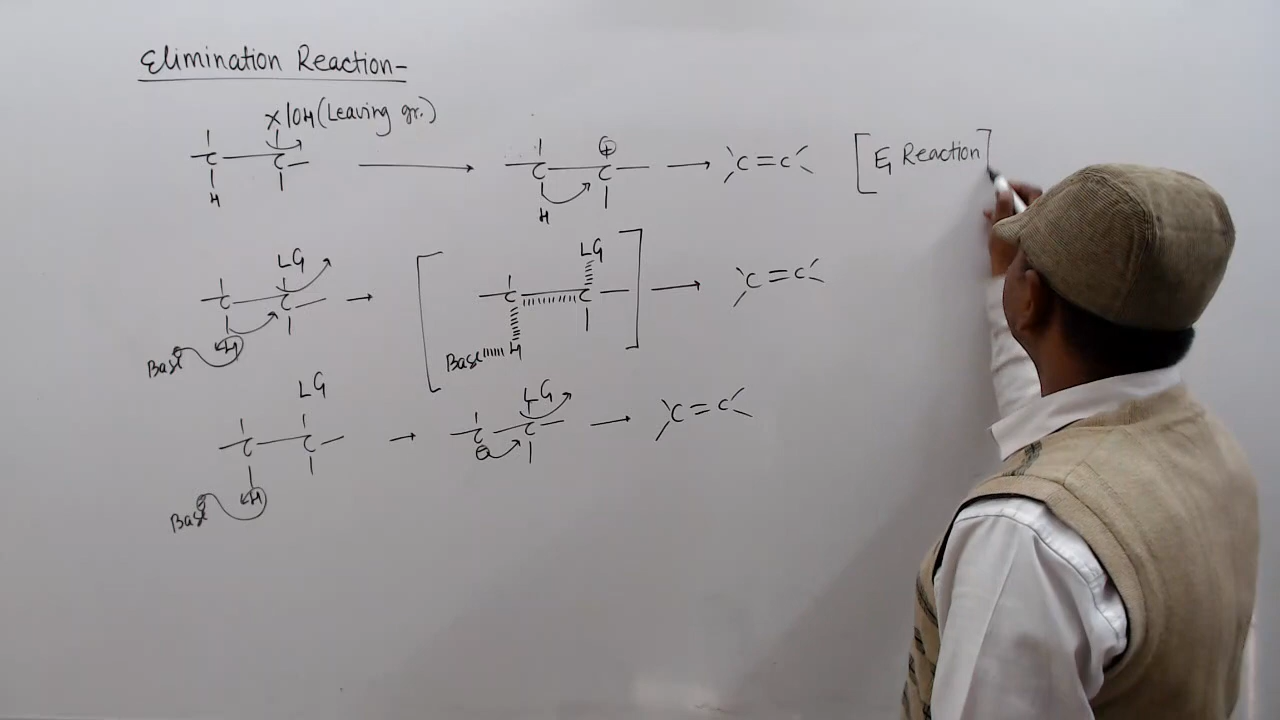 Elimination Reaction-
X/OH (Leaving gr.)
C C
H
C C ⊕
H
C=C
[E1 Reaction]
LG
C C
H
Base
LG
C C
Base H
C=C
LG
C C
H
Base
LG
C C
⊖
C=C